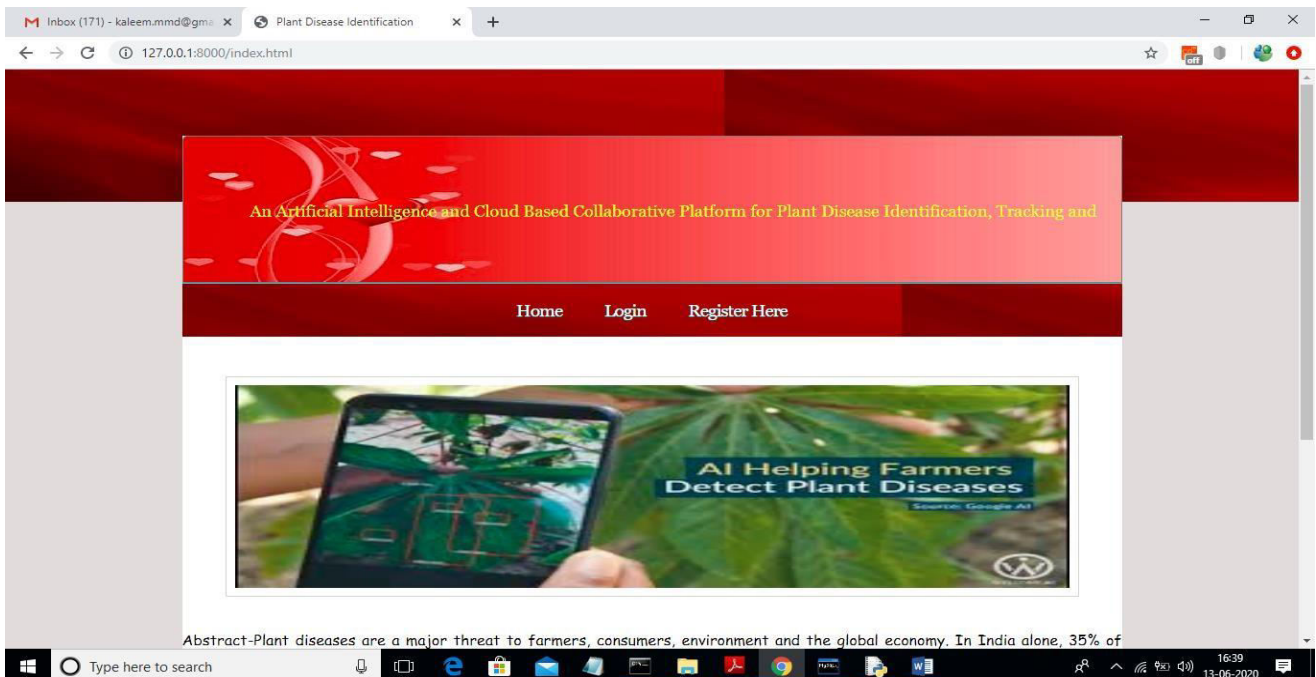 Inbox (171) - kaleem.mmd@gma
Plant Disease Identification
127.0.0.1:8000/index.html
off
An Artificial Intelligence and Cloud Based Collaborative Platform for Plant Disease Identification, Tracking and
Home Login Register Here
AI Helping Farmers
Detect Plant Diseases
Source: Google AI
Abstract-Plant diseases are a major threat to farmers, consumers, environment and the global economy. In India alone, 35% of
Type here to search
16:39
13-06-2020